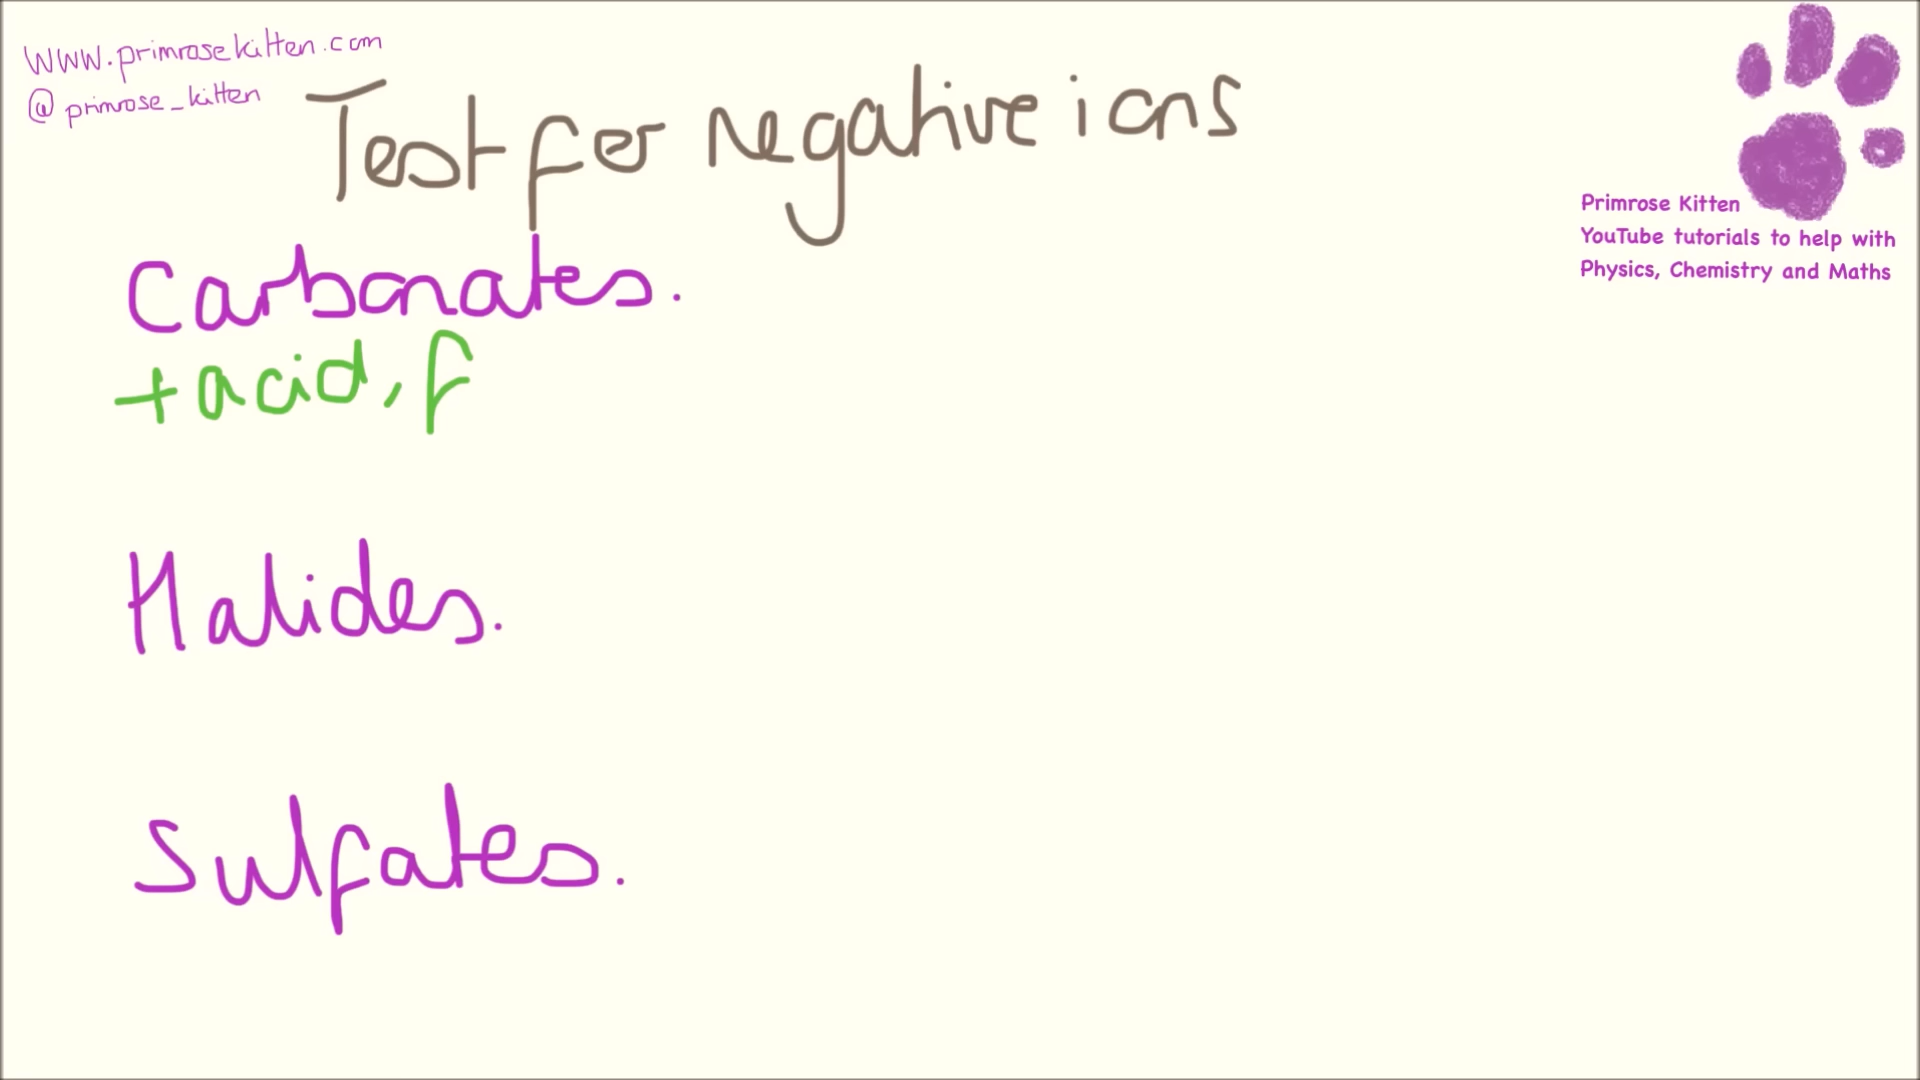 www.primrosekitten.com
@primrose_kitten
Test for negative ions
Primrose Kitten
YouTube tutorials to help with
Physics, Chemistry and Maths
Carbonates.
+ acid, f
Halides.
Sulfates.